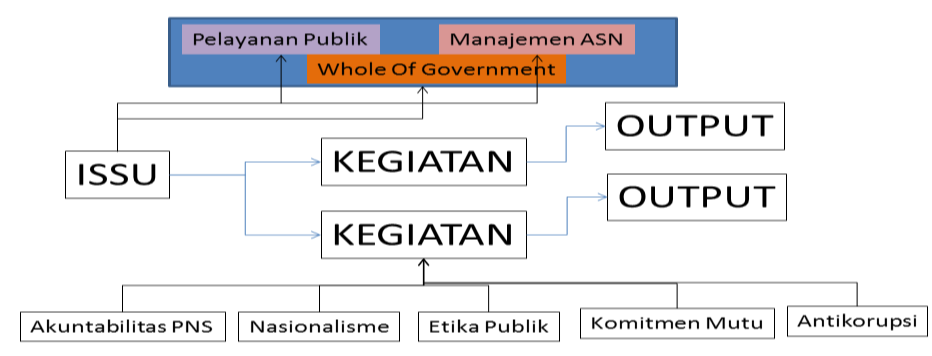 Pelayanan Publik
Manajemen ASN
Whole Of Government
ISSU
KEGIATAN
OUTPUT
KEGIATAN
OUTPUT
Akuntabilitas PNS
Nasionalisme
Etika Publik
Komitmen Mutu
Antikorupsi